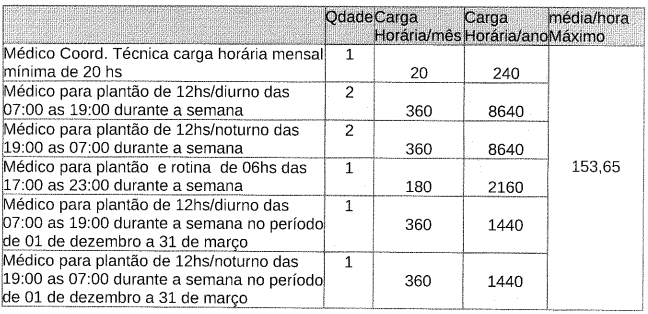 Qdade Carga Carga média/hora
Horária/mês Horária/ano Máximo
Médico Coord. Técnica carga horária mensal 1
mínima de 20 hs 20 240
Médico para plantão de 12hs/diurno das 2
07:00 as 19:00 durante a semana 360 8640
Médico para plantão de 12hs/noturno das 2
19:00 as 07:00 durante a semana 360 8640
Médico para plantão e rotina de 06hs das 1
17:00 as 23:00 durante a semana 180 2160
153,65
Médico para plantão de 12hs/diurno das 1
07:00 as 19:00 durante a semana no período 360 1440
de 01 de dezembro a 31 de março
Médico para plantão de 12hs/noturno das 1
19:00 as 07:00 durante a semana no período 360 1440
de 01 de dezembro a 31 de março